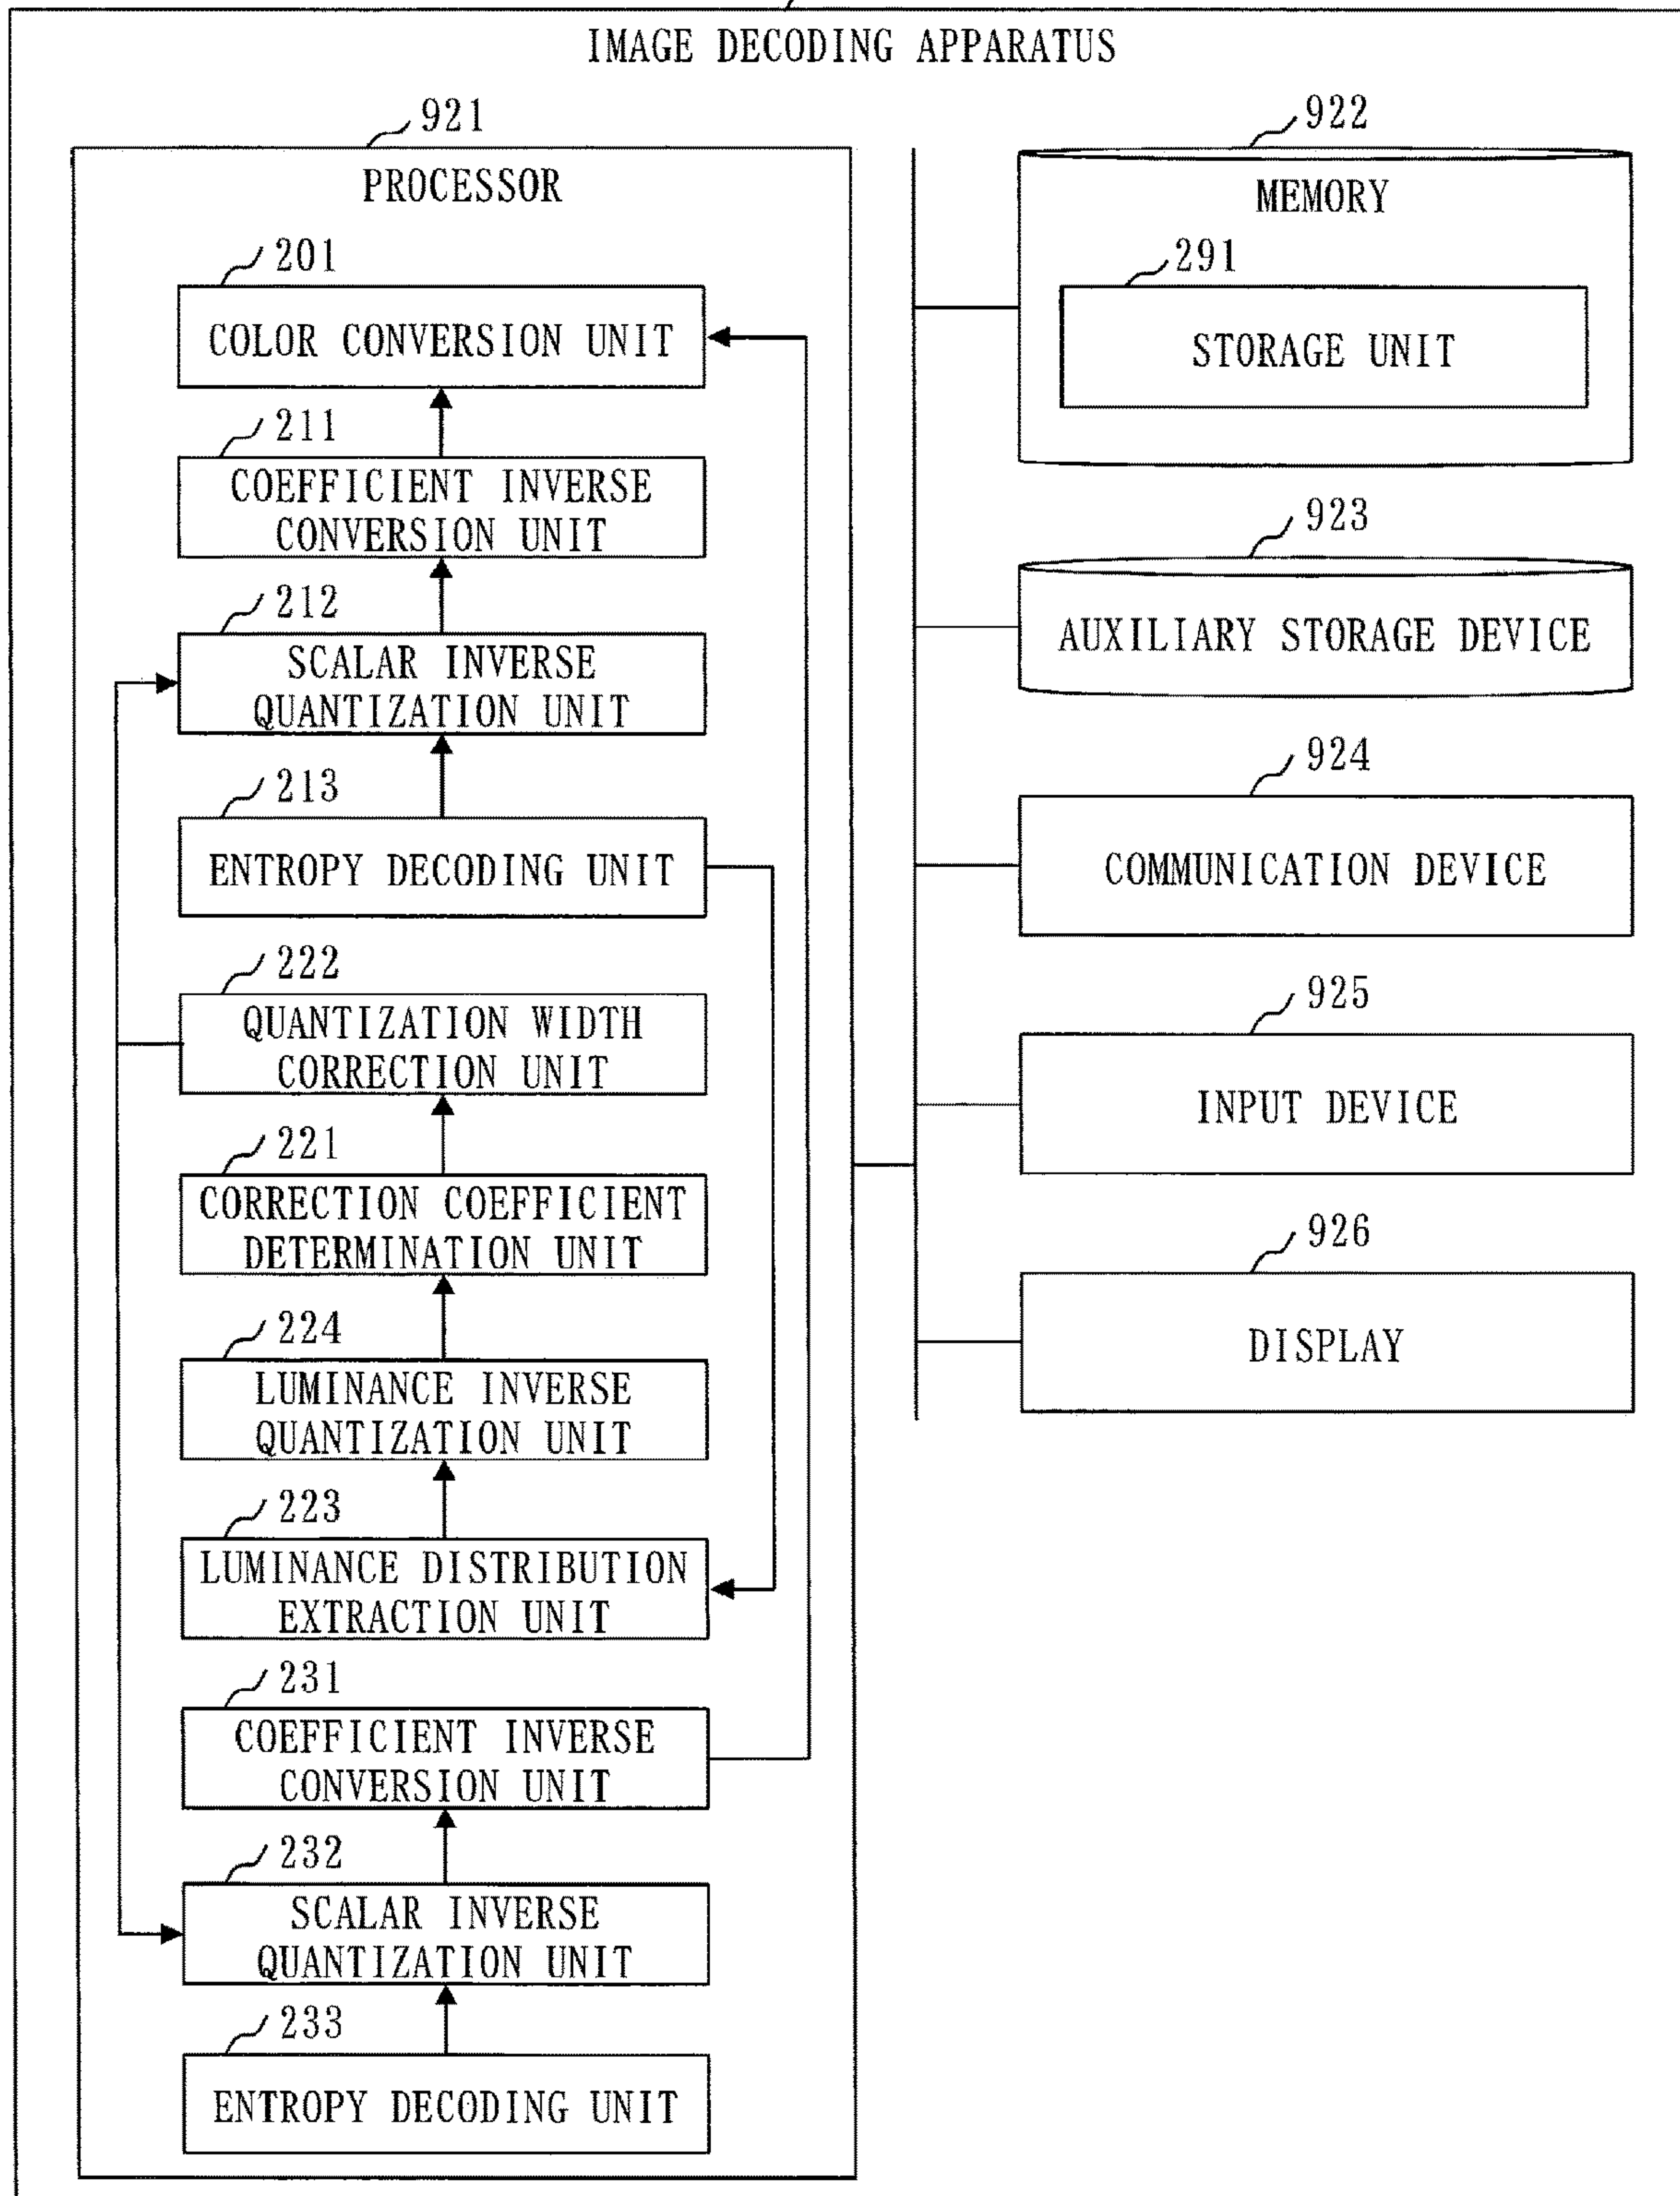 IMAGE DECODING APPARATUS
921
PROCESSOR
201
COLOR CONVERSION UNIT
211
COEFFICIENT INVERSE
CONVERSION UNIT
212
SCALAR INVERSE
QUANTIZATION UNIT
213
ENTROPY DECODING UNIT
222
QUANTIZATION WIDTH
CORRECTION UNIT
221
CORRECTION COEFFICIENT
DETERMINATION UNIT
224
LUMINANCE INVERSE
QUANTIZATION UNIT
223
LUMINANCE DISTRIBUTION
EXTRACTION UNIT
231
COEFFICIENT INVERSE
CONVERSION UNIT
232
SCALAR INVERSE
QUANTIZATION UNIT
233
ENTROPY DECODING UNIT
922
MEMORY
291
STORAGE UNIT
923
AUXILIARY STORAGE DEVICE
924
COMMUNICATION DEVICE
925
INPUT DEVICE
926
DISPLAY